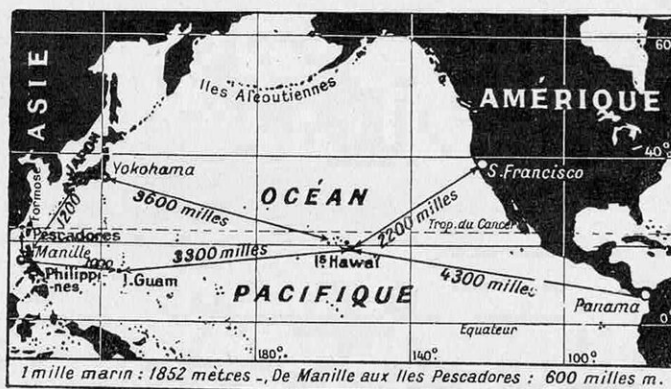 60
ASIE
Iles Aléoutiennes
AMÉRIQUE
40°
JAPON
Yokohama
S. Francisco
OCÉAN
Formose
1200
3600 milles
2200 milles
Trop. du Cancer
Pescadores
Manille
3300 milles
Is Hawaï
4300 milles
Philippi-
nes
I. Guam
PACIFIQUE
Panama
Equateur
0°
180°
140°
100°
1 mille marin : 1852 mètres _, De Manille aux Iles Pescadores : 600 milles m.